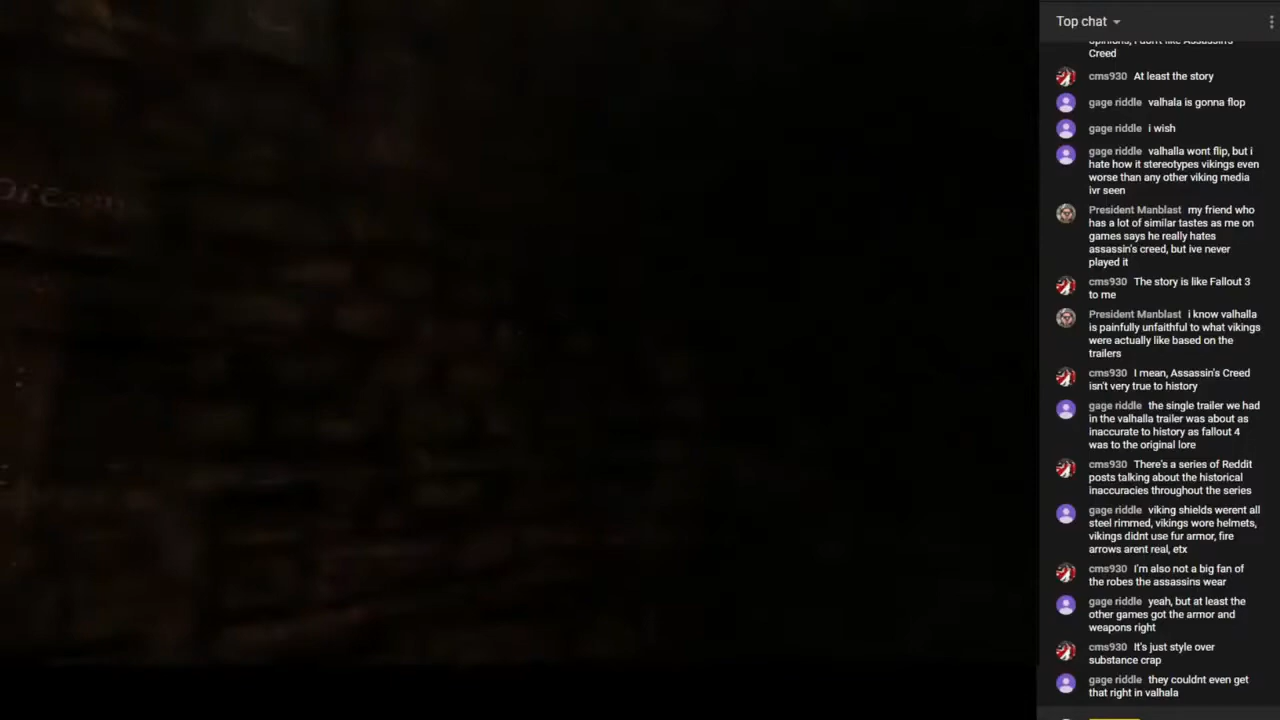 Top chat
opinions, I don't like Assassin's
Creed
cms930 At least the story
gage riddle valhala is gonna flop
gage riddle i wish
gage riddle valhalla wont flip, but i
hate how it stereotypes vikings even
worse than any other viking media
ivr seen
President Manblast my friend who
has a lot of similar tastes as me on
games says he really hates
assassin's creed, but ive never
played it
cms930 The story is like Fallout 3
to me
President Manblast i know valhalla
is painfully unfaithful to what vikings
were actually like based on the
trailers
cms930 I mean, Assassin's Creed
isn't very true to history
gage riddle the single trailer we had
in the valhalla trailer was about as
inaccurate to history as fallout 4
was to the original lore
cms930 There's a series of Reddit
posts talking about the historical
inaccuracies throughout the series
gage riddle viking shields werent all
steel rimmed, vikings wore helmets,
vikings didnt use fur armor, fire
arrows arent real, etx
cms930 I'm also not a big fan of
the robes the assassins wear
gage riddle yeah, but at least the
other games got the armor and
weapons right
cms930 It's just style over
substance crap
gage riddle they couldnt even get
that right in valhala